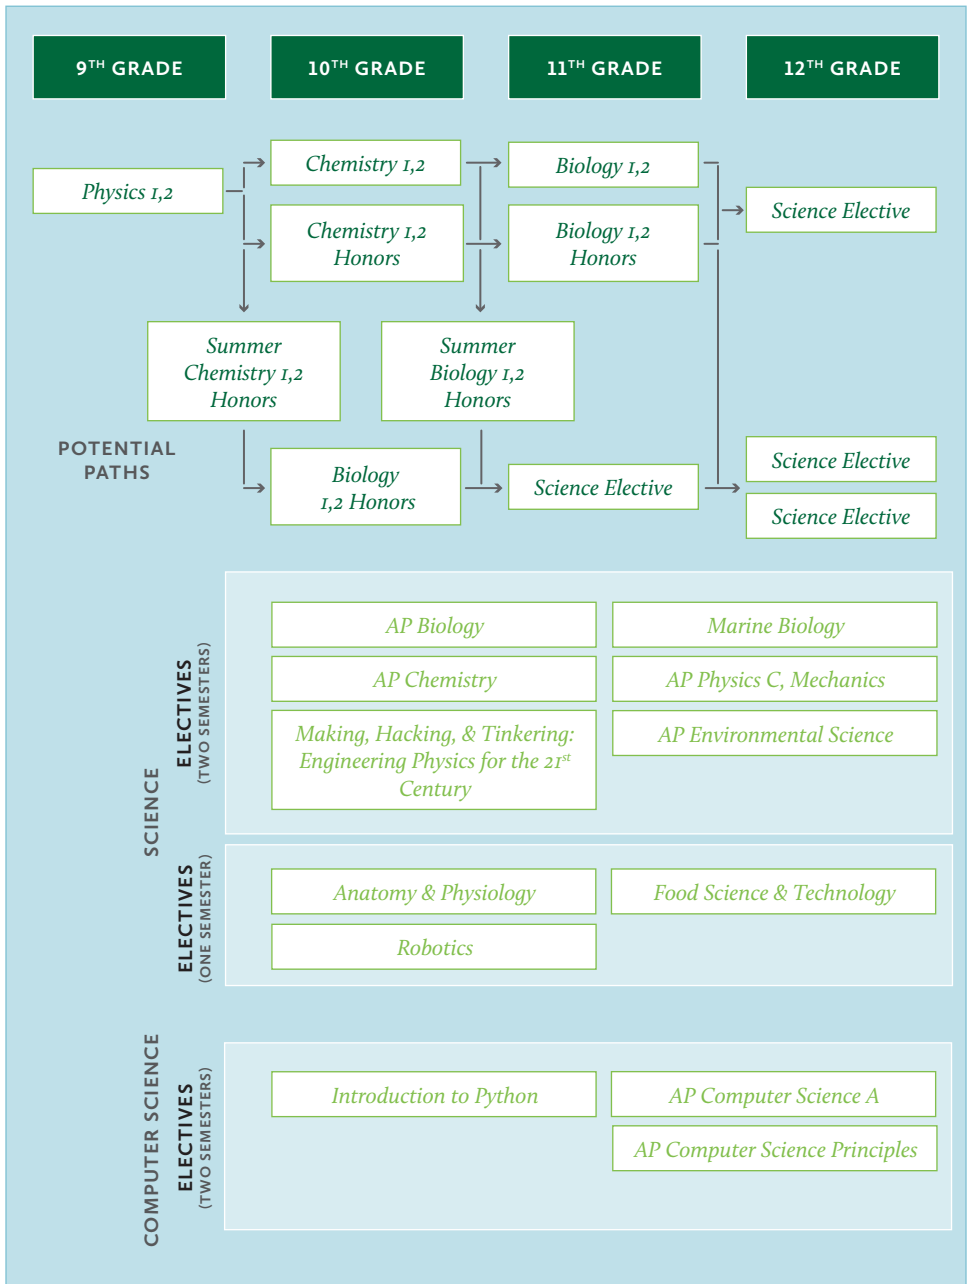 9TH GRADE
10TH GRADE
11TH GRADE
12TH GRADE
Physics 1,2
Chemistry 1,2
Biology 1,2
Science Elective
Chemistry 1,2
Honors
Biology 1,2
Honors
Summer
Chemistry 1,2
Honors
Summer
Biology 1,2
Honors
POTENTIAL
PATHS
Biology
1,2 Honors
Science Elective
Science Elective
Science Elective
SCIENCE
ELECTIVES
(TWO SEMESTERS)
AP Biology
Marine Biology
AP Chemistry
AP Physics C, Mechanics
Making, Hacking, & Tinkering:
Engineering Physics for the 21st
Century
AP Environmental Science
ELECTIVES
(ONE SEMESTER)
Anatomy & Physiology
Food Science & Technology
Robotics
COMPUTER SCIENCE
ELECTIVES
(TWO SEMESTERS)
Introduction to Python
AP Computer Science A
AP Computer Science Principles